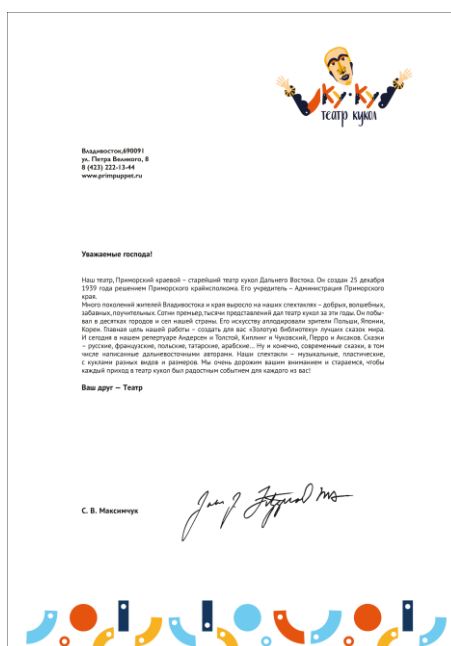 КУ-КУ
театр кукол
Владивосток,690091
ул. Петра Великого, 8
8 (423) 222-13-44
www.primpuppet.ru
Уважаемые господа!
Наш театр, Приморский краевой – старейший театр кукол Дальнего Востока. Он создан 25 декабря
1939 года решением Приморского крайисполкома. Его учредитель – Администрация Приморского
края.
Много поколений жителей Владивостока и края выросло на наших спектаклях – добрых, волшебных,
забавных, поучительных. Сотни премьер, тысячи представлений дал театр кукол за эти годы. Он побы-
вал в десятках городов и сел нашей страны. Его искусству аплодировали зрители Польши, Японии,
Кореи. Главная цель нашей работы – создать для вас «Золотую библиотеку» лучших сказок мира.
И сегодня в нашем репертуаре Андерсен и Толстой, Киплинг и Чуковский, Перро и Аксаков. Сказки
– русские, французские, польские, татарские, арабские... Ну и конечно, современные сказки, в том
числе написанные дальневосточными авторами. Наши спектакли – музыкальные, пластические,
с куклами разных видов и размеров. Мы очень дорожим вашим вниманием и стараемся, чтобы
каждый приход в театр кукол был радостным событием для каждого из вас!
Ваш друг — Театр
С. В. Максимчук
John J. Fitzgerald